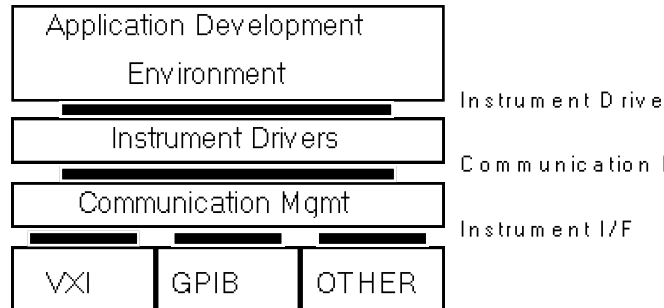 Application Development
Environment
Instrument Drive
Instrument Drivers
Communication
Communication Mgmt
Instrument I/F
VXI
GPIB
OTHER